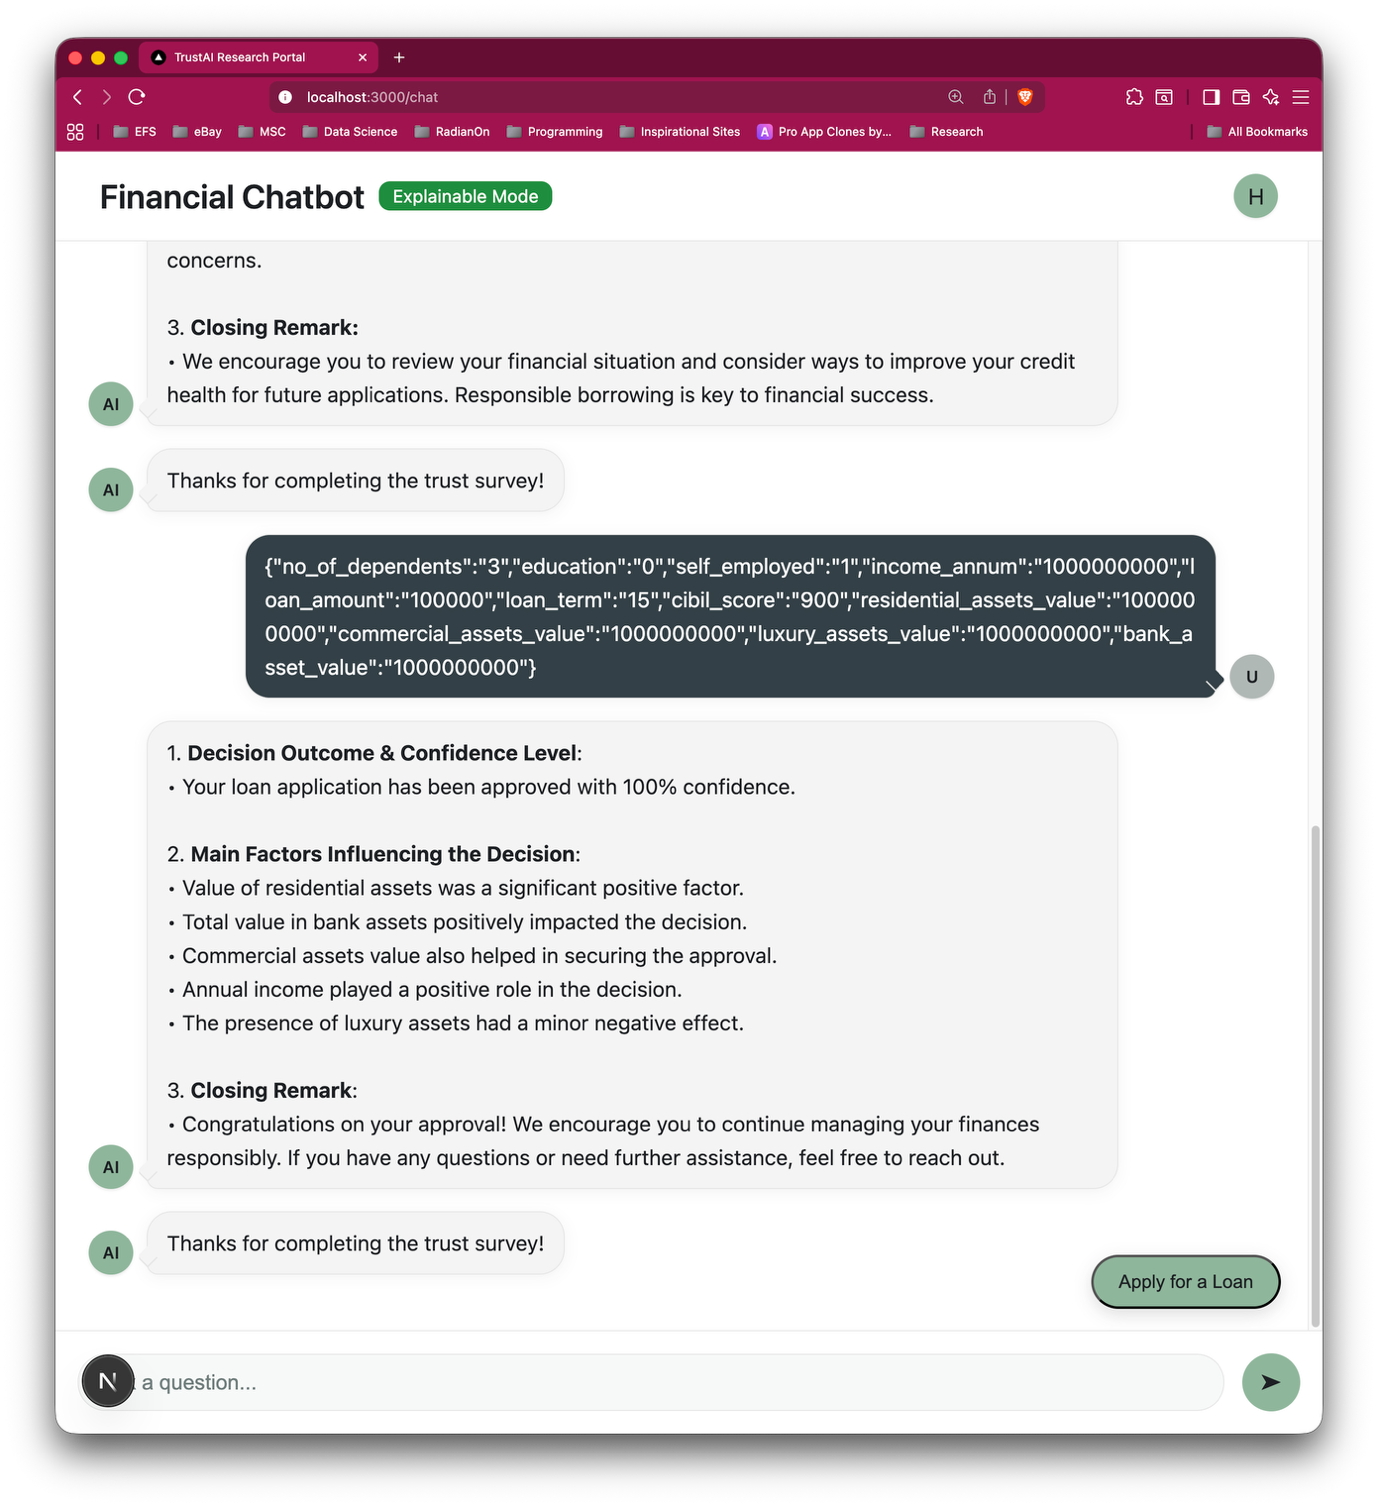 TrustAI Research Portal
localhost:3000/chat
EFS eBay MSC Data Science RadianOn Programming Inspirational Sites A Pro App Clones by... Research All Bookmarks
Financial Chatbot Explainable Mode H
concerns.
3. Closing Remark:
• We encourage you to review your financial situation and consider ways to improve your credit
health for future applications. Responsible borrowing is key to financial success.
AI
Thanks for completing the trust survey!
AI
{"no_of_dependents":"3","education":"0","self_employed":"1","income_annum":"1000000000","l
oan_amount":"100000","loan_term":"15","cibil_score":"900","residential_assets_value":"100000
0000","commercial_assets_value":"1000000000","luxury_assets_value":"1000000000","bank_a
sset_value":"1000000000"}
U
1. Decision Outcome & Confidence Level:
• Your loan application has been approved with 100% confidence.
2. Main Factors Influencing the Decision:
• Value of residential assets was a significant positive factor.
• Total value in bank assets positively impacted the decision.
• Commercial assets value also helped in securing the approval.
• Annual income played a positive role in the decision.
• The presence of luxury assets had a minor negative effect.
3. Closing Remark:
• Congratulations on your approval! We encourage you to continue managing your finances
responsibly. If you have any questions or need further assistance, feel free to reach out.
AI
Thanks for completing the trust survey!
AI
Apply for a Loan
N a question...